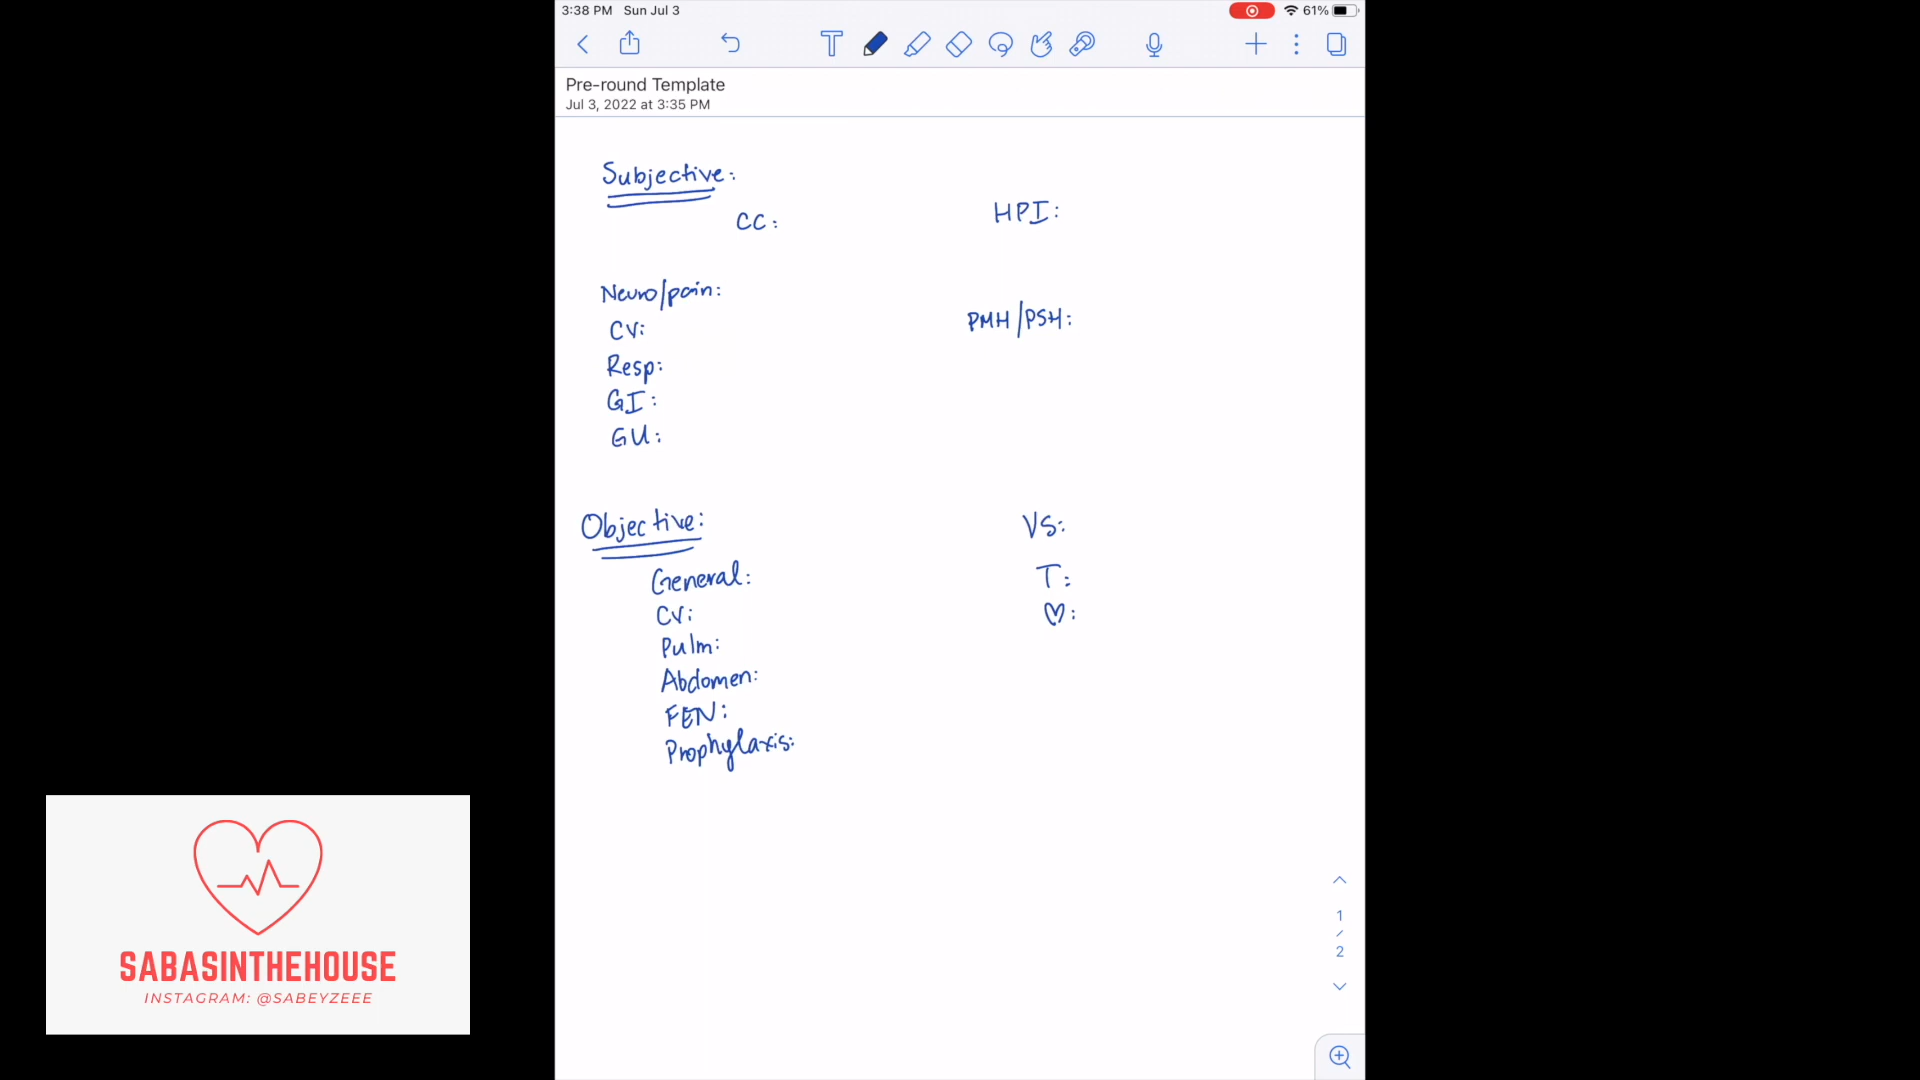 3:38 PM Sun Jul 3
61%
T
Pre-round Template
Jul 3, 2022 at 3:35 PM
Subjective:
CC:
HPI:
Neuro/pain:
CV:
Resp:
GI:
GU:
PMH/PSH:
Objective:
General:
CV:
Pulm:
Abdomen:
FEN:
Prophylaxis:
VS:
T:
♡:
1
/
2
SABASINTHEHOUSE
INSTAGRAM: @SABEYZEEE